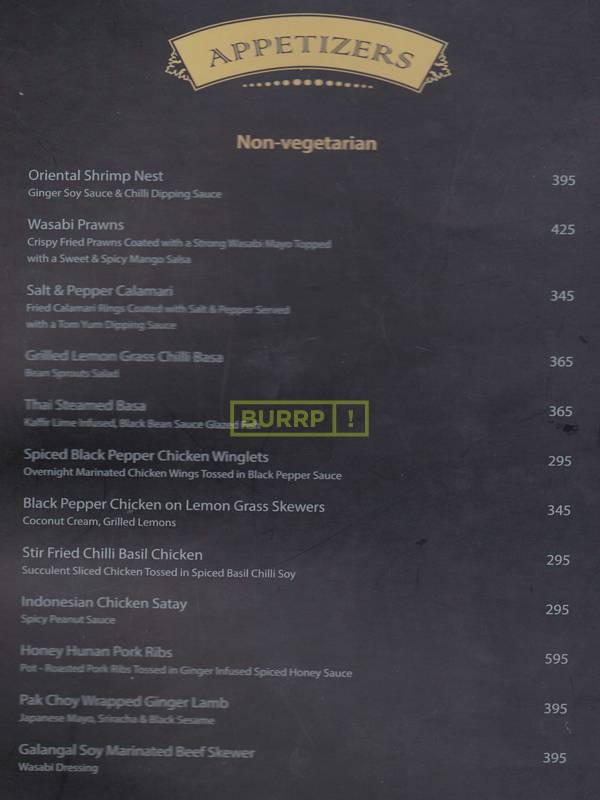 APPETIZERS
Non-vegetarian
Oriental Shrimp Nest 395
Ginger Soy Sauce & Chilli Dipping Sauce
Wasabi Prawns 425
Crispy Fried Prawns Coated with a Strong Wasabi Mayo Topped
with a Sweet & Spicy Mango Salsa
Salt & Pepper Calamari 345
Fried Calamari Rings Coated with Salt & Pepper Served
with a Tom Yum Dipping Sauce
Grilled Lemon Grass Chilli Basa 365
Bean Sprouts Salad
Thai Steamed Basa 365
Kaffir Lime Infused, Black Bean Sauce Glazed Fish
BURRP!
Spiced Black Pepper Chicken Winglets 295
Overnight Marinated Chicken Wings Tossed in Black Pepper Sauce
Black Pepper Chicken on Lemon Grass Skewers 345
Coconut Cream, Grilled Lemons
Stir Fried Chilli Basil Chicken 295
Succulent Sliced Chicken Tossed in Spiced Basil Chilli Soy
Indonesian Chicken Satay 295
Spicy Peanut Sauce
Honey Hunan Pork Ribs 595
Pot - Roasted Pork Ribs Tossed in Ginger Infused Spiced Honey Sauce
Pak Choy Wrapped Ginger Lamb 395
Japanese Mayo, Sriracha & Black Sesame
Galangal Soy Marinated Beef Skewer 395
Wasabi Dressing